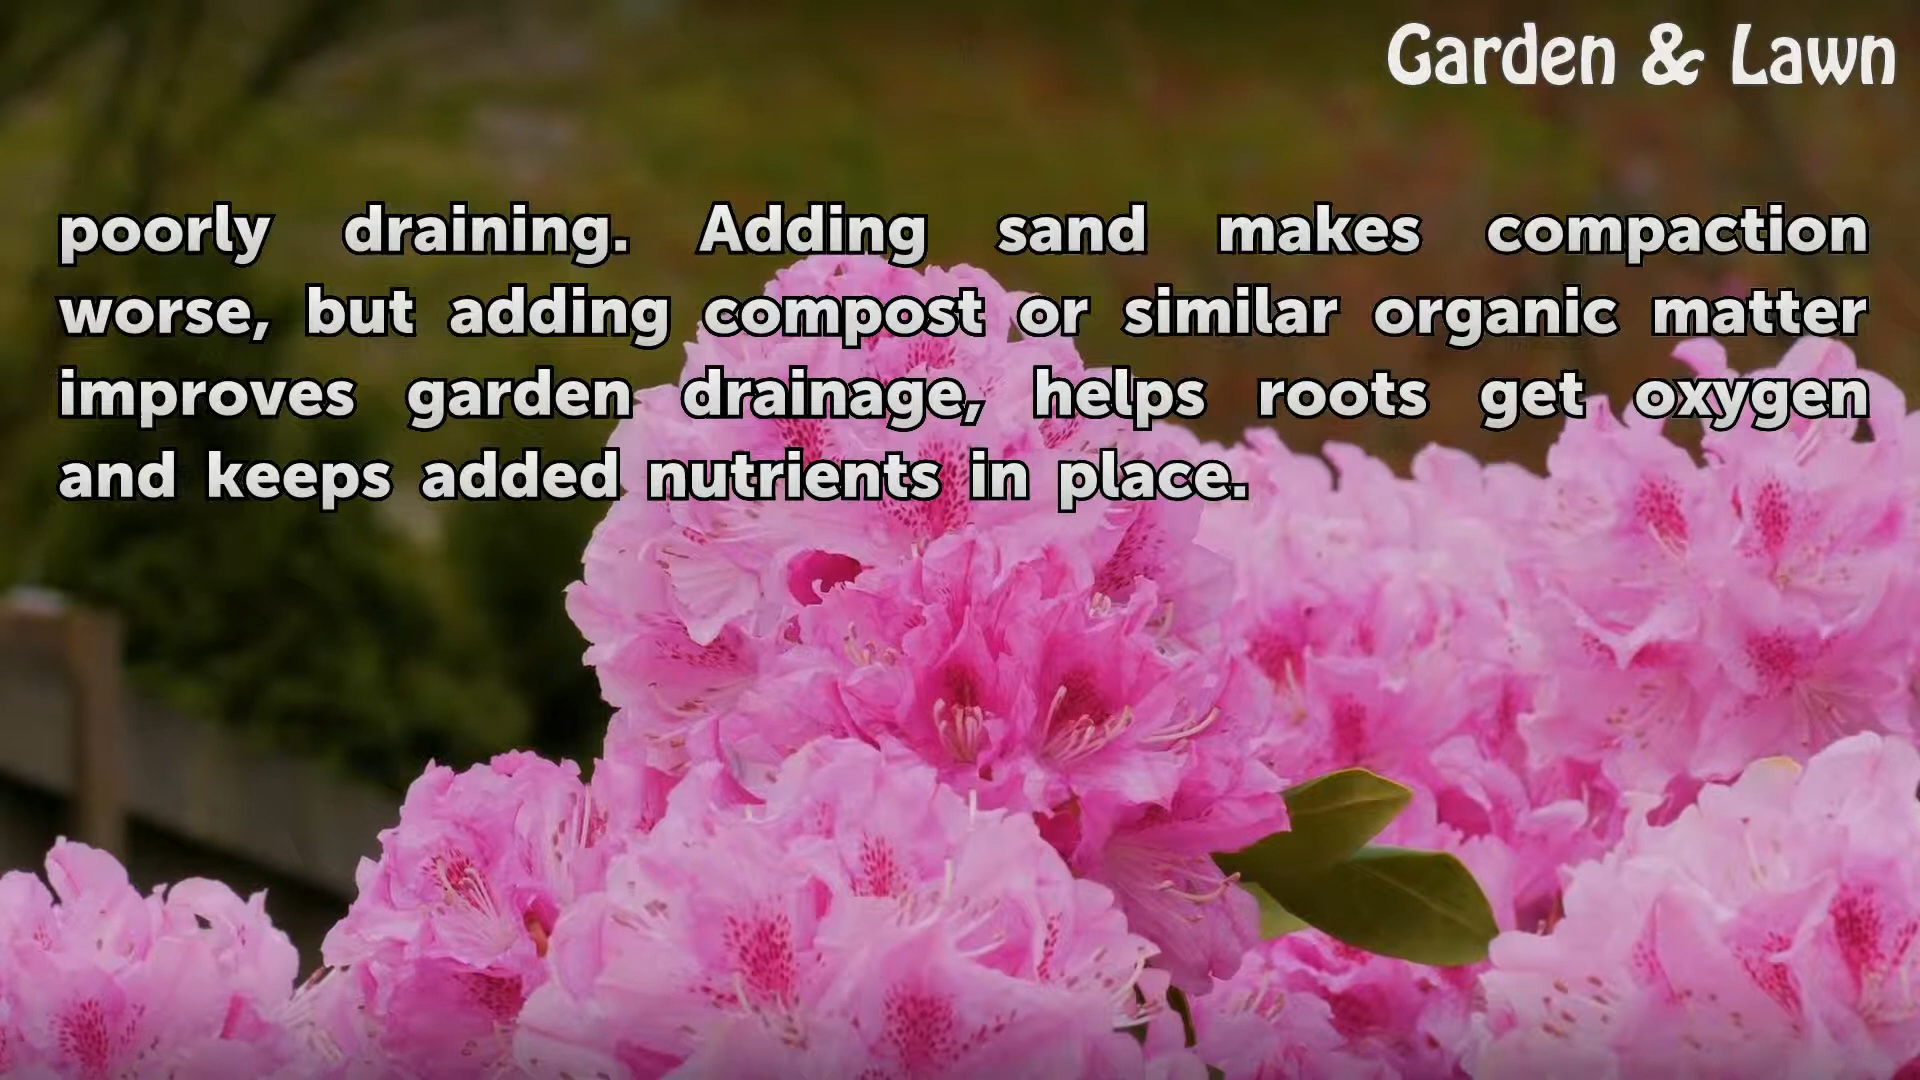 Garden & Lawn
poorly draining. Adding sand makes compaction
worse, but adding compost or similar organic matter
improves garden drainage, helps roots get oxygen
and keeps added nutrients in place.